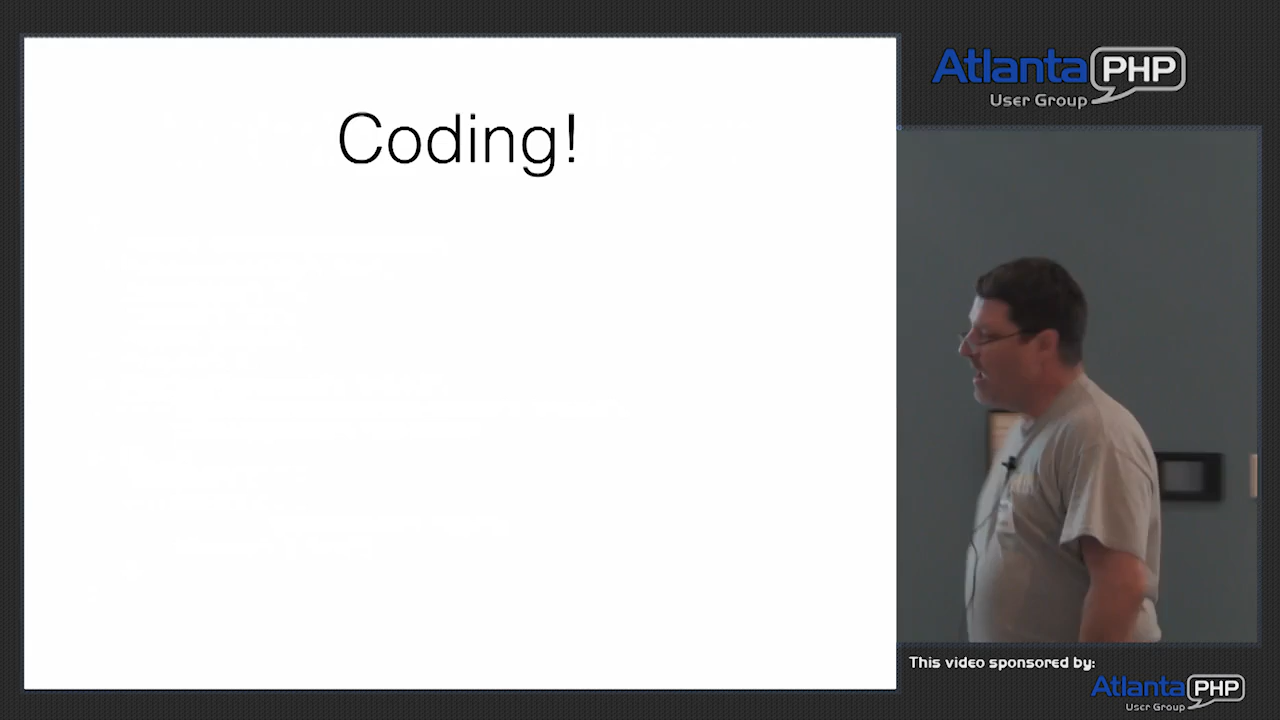 Coding!
Atlanta PHP
User Group
This video sponsored by:
Atlanta PHP
User Group